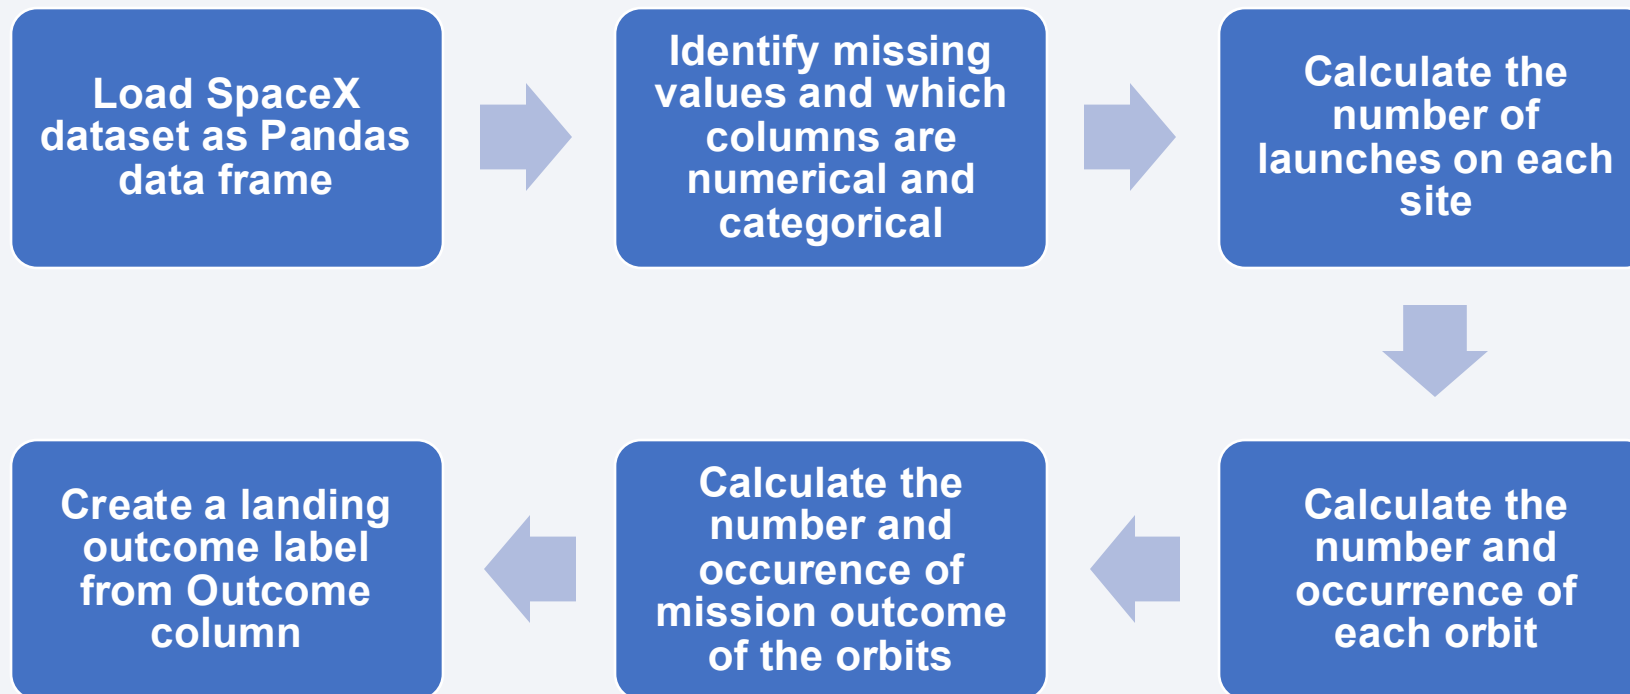 Load SpaceX
dataset as Pandas
data frame
Identify missing
values and which
columns are
numerical and
categorical
Calculate the
number of
launches on each
site
Calculate the
number and
occurrence of
each orbit
Calculate the
number and
occurence of
mission outcome
of the orbits
Create a landing
outcome label
from Outcome
column